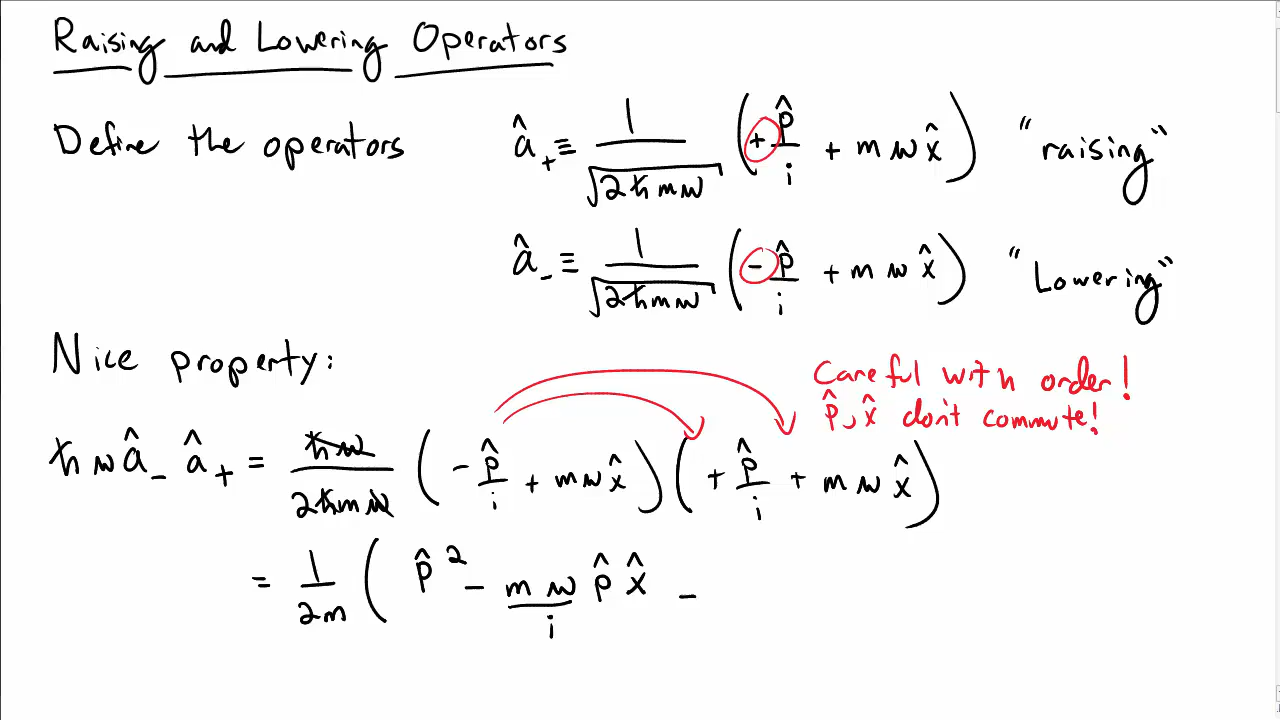 Raising and Lowering Operators
Define the operators â₊ ≡ 1/√(2ħmω) (+p̂/i + mωx̂) "raising"
â₋ ≡ 1/√(2ħmω) (-p̂/i + mωx̂) "Lowering"
Nice property:
Careful with order!
p̂, x̂ don't commute!
ħωâ₋â₊ = ħω/2ħmω (-p̂/i + mωx̂)(+p̂/i + mωx̂)
= 1/2m (p̂² - mω/i p̂x̂ -